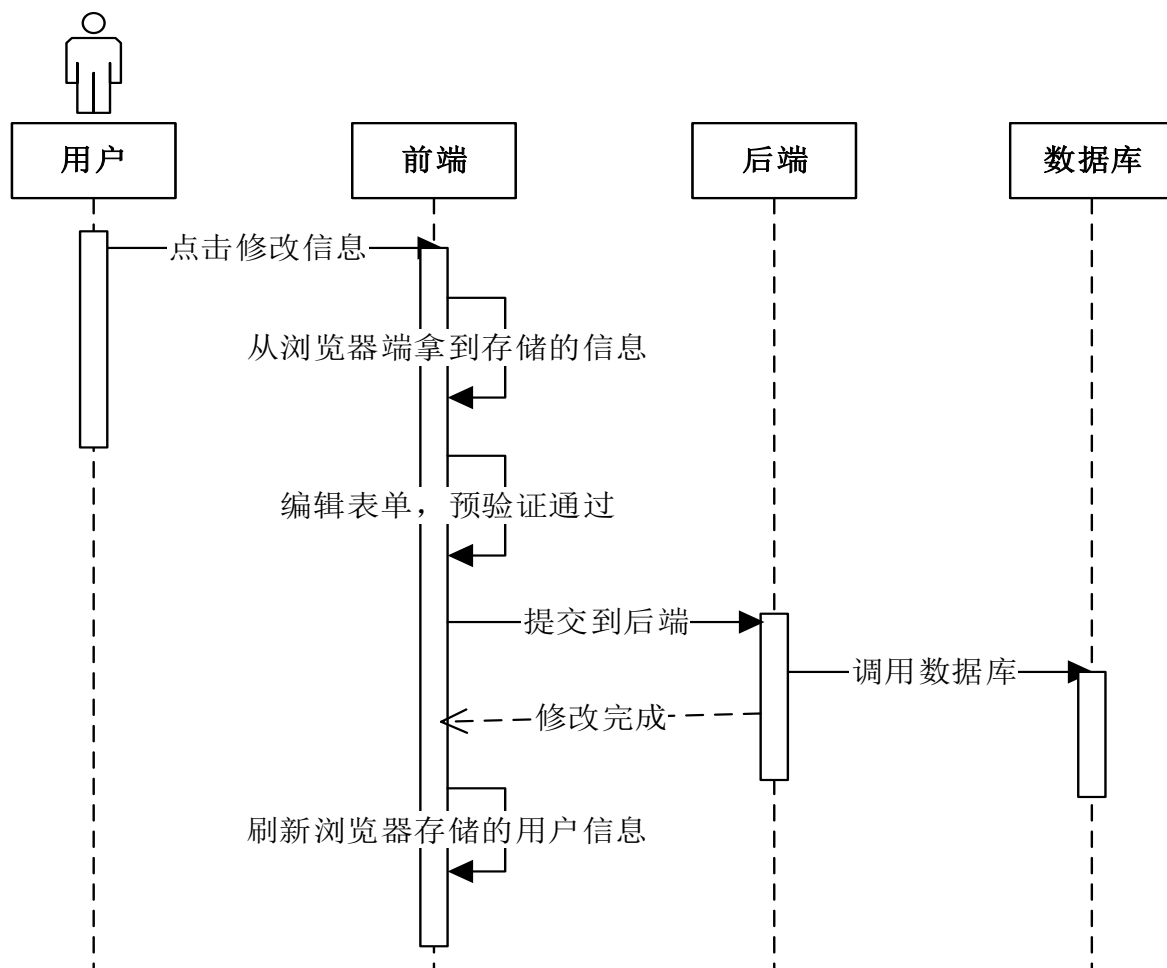 用户
前端
后端
数据库
点击修改信息
从浏览器端拿到存储的信息
编辑表单，预验证通过
提交到后端
调用数据库
修改完成
刷新浏览器存储的用户信息